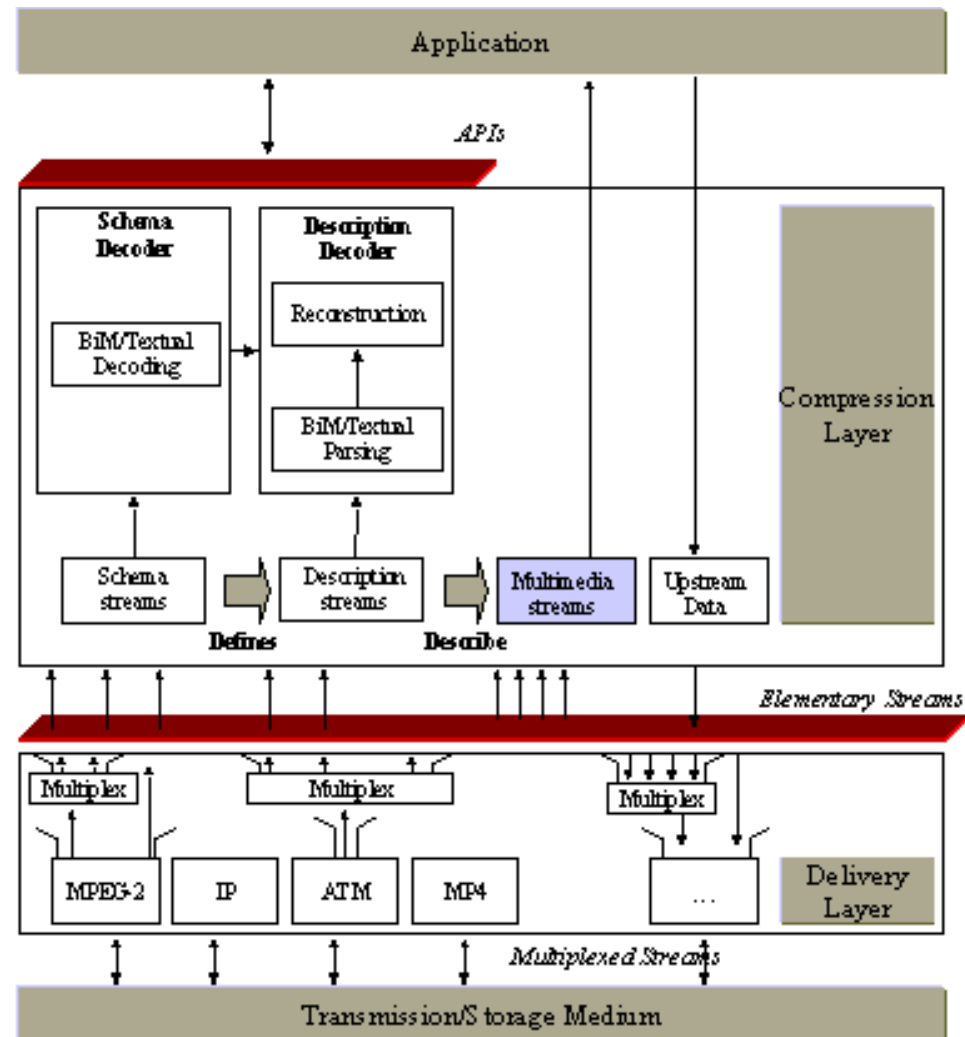 Application
APIs
Schema
Decoder
Description
Decoder
Reconstruction
BiM/Textual
Decoding
BiM/Textual
Parsing
Compression
Layer
Schema
streams
Description
streams
Multimedia
streams
Upstream
Data
Defines
Describe
Elementary Streams
Multiplex
Multiplex
Multiplex
MPEG-2
IP
ATM
MP4
...
Delivery
Layer
Multiplexed Streams
Transmission/Storage Medium